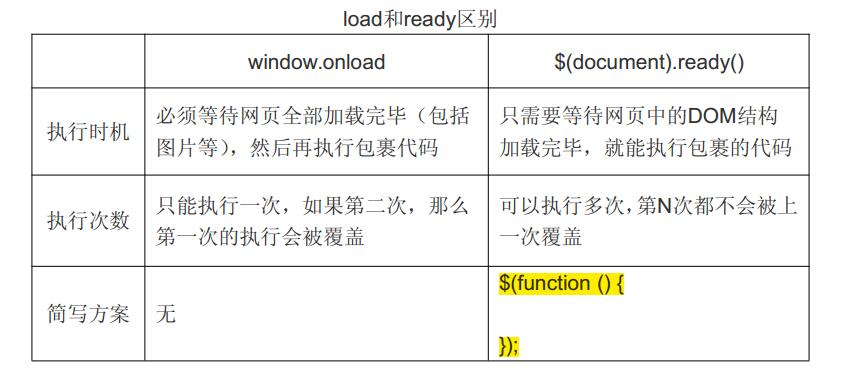 load和ready区别
window.onload
$(document).ready()
执行时机
必须等待网页全部加载完毕（包括
图片等），然后再执行包裹代码
只需要等待网页中的DOM结构
加载完毕，就能执行包裹的代码
执行次数
只能执行一次，如果第二次，那么
第一次的执行会被覆盖
可以执行多次，第N次都不会被上
一次覆盖
简写方案
无
$(function () {
});